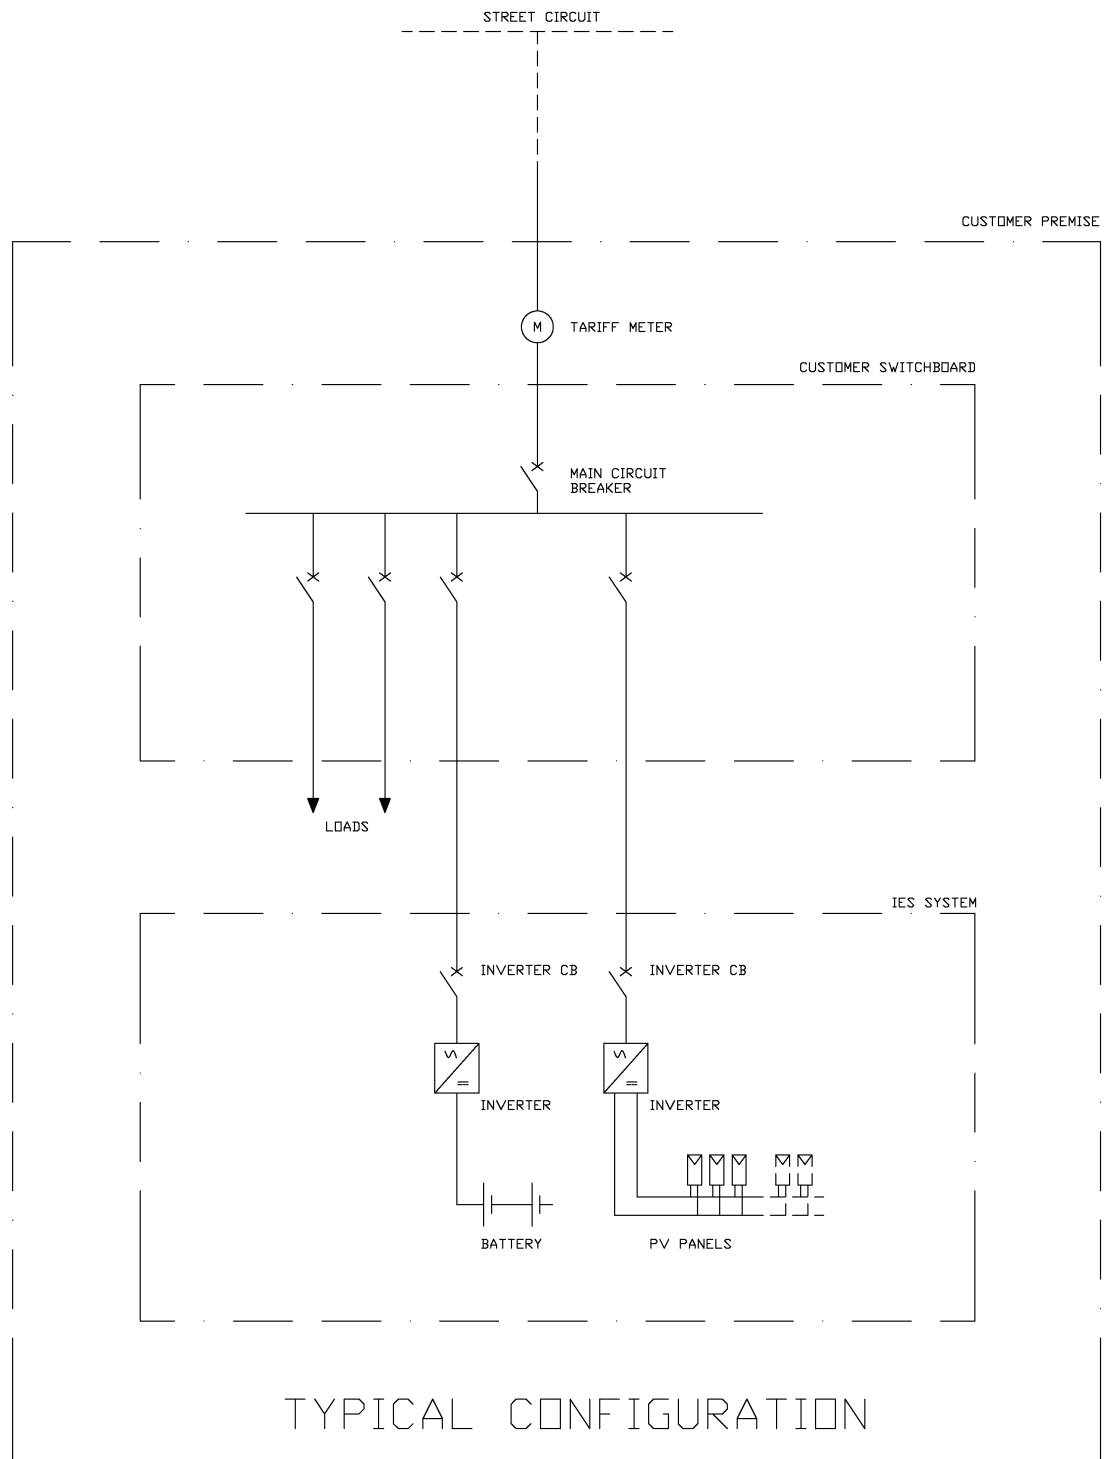 STREET CIRCUIT
CUSTOMER PREMISE
M
TARIFF METER
CUSTOMER SWITCHBOARD
MAIN CIRCUIT
BREAKER
LOADS
IES SYSTEM
INVERTER CB
INVERTER CB
INVERTER
INVERTER
BATTERY
PV PANELS
TYPICAL CONFIGURATION